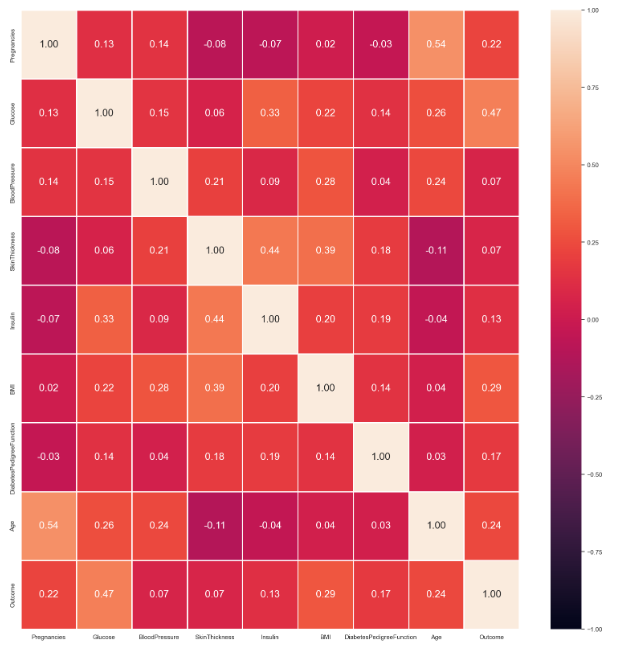 Pregnancies 1.00 0.13 0.14 -0.08 -0.07 0.02 -0.03 0.54 0.22
Glucose 0.13 1.00 0.15 0.06 0.33 0.22 0.14 0.26 0.47
BloodPressure 0.14 0.15 1.00 0.21 0.09 0.28 0.04 0.24 0.07
SkinThickness -0.08 0.06 0.21 1.00 0.44 0.39 0.18 -0.11 0.07
Insulin -0.07 0.33 0.09 0.44 1.00 0.20 0.19 -0.04 0.13
BMI 0.02 0.22 0.28 0.39 0.20 1.00 0.14 0.04 0.29
DiabetesPedigreeFunction -0.03 0.14 0.04 0.18 0.19 0.14 1.00 0.03 0.17
Age 0.54 0.26 0.24 -0.11 -0.04 0.04 0.03 1.00 0.24
Outcome 0.22 0.47 0.07 0.07 0.13 0.29 0.17 0.24 1.00
Pregnancies Glucose BloodPressure SkinThickness Insulin BMI DiabetesPedigreeFunction Age Outcome
1.00
0.75
0.50
0.25
0.00
-0.25
-0.50
-0.75
-1.00